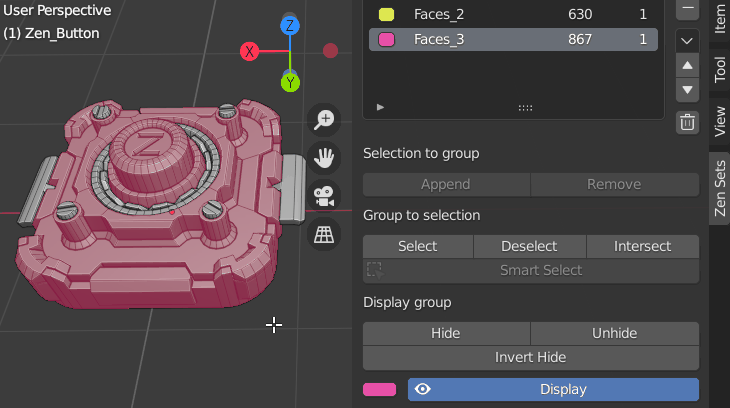 User Perspective
(1) Zen_Button
Z
X
Y
Z
Faces_2 630 1
Faces_3 867 1
Selection to group
Append Remove
Group to selection
Select Deselect Intersect
Smart Select
Display group
Hide Unhide
Invert Hide
Display
Item
Tool
View
Zen Sets